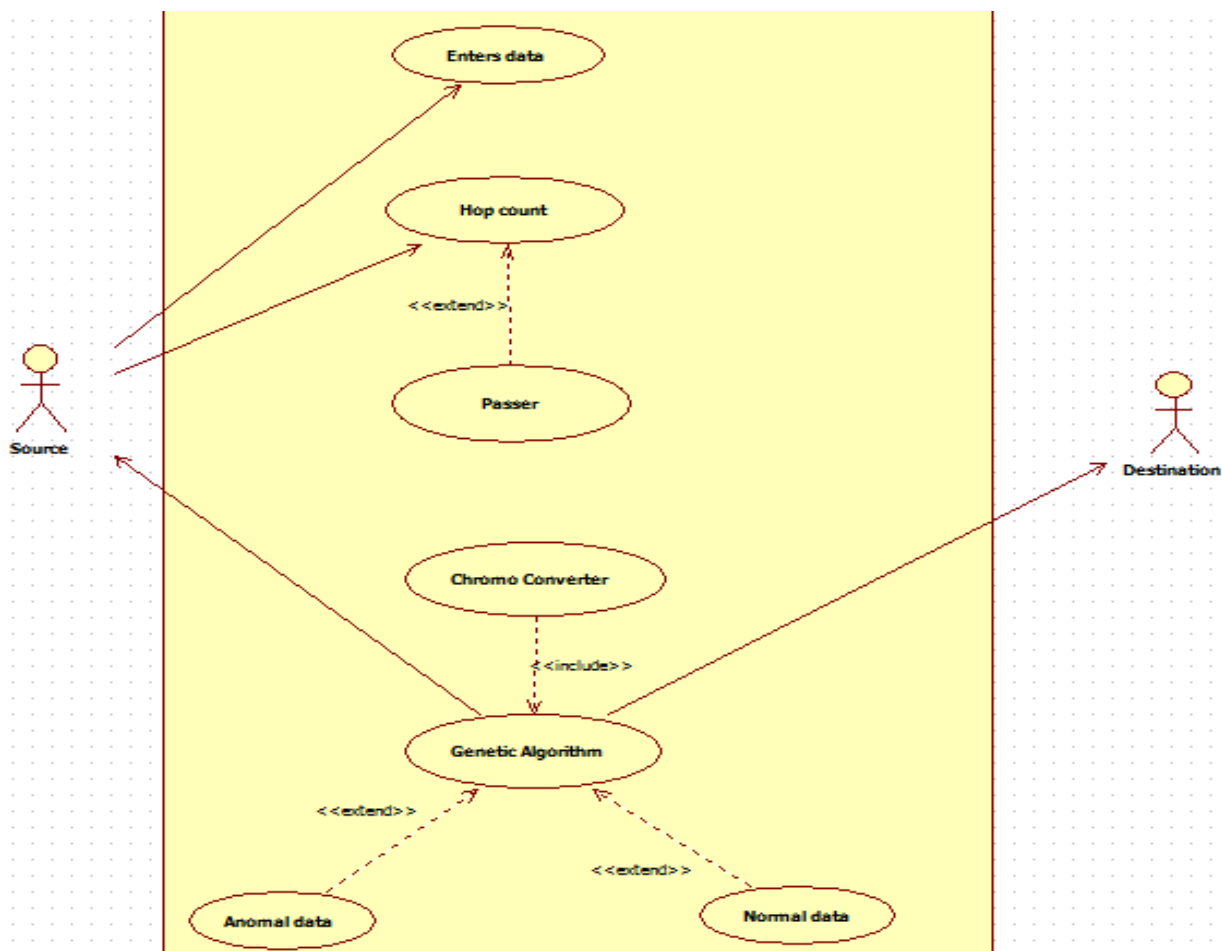 Enters data
Hop count
<<extend>>
Passer
Source
Destination
Chromo Converter
<<include>>
Genetic Algorithm
<<extend>>
<<extend>>
Anomal data
Normal data